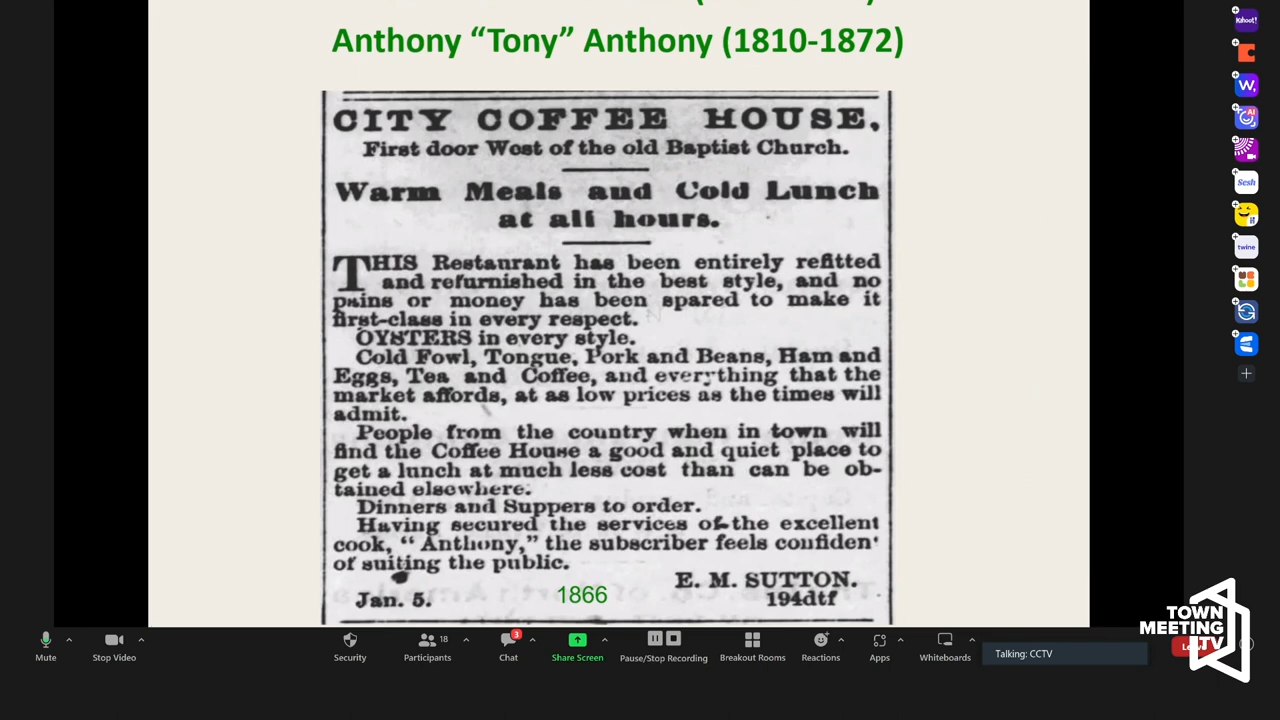 Anthony “Tony” Anthony (1810-1872)
CITY COFFEE HOUSE,
First door West of the old Baptist Church.
Warm Meals and Cold Lunch
at all hours.
THIS Restaurant has been entirely refitted
and refurnished in the best style, and no
pains or money has been spared to make it
first-class in every respect.
OYSTERS in every style.
Cold Fowl, Tongue, Pork and Beans, Ham and
Eggs, Tea and Coffee, and everything that the
market affords, at as low prices as the times will
admit.
People from the country when in town will
find the Coffee House a good and quiet place to
get a lunch at much less cost than can be ob-
tained elsewhere.
Dinners and Suppers to order.
Having secured the services of the excellent
cook, “Anthony,” the subscriber feels confiden
of suiting the public.
E. M. SUTTON.
Jan. 5. 1866 194dtf
Kahoot!
W,
AI
Sesh
twine
Mute
Stop Video
Security
18
Participants
3
Chat
Share Screen
Pause/Stop Recording
Breakout Rooms
Reactions
Apps
Whiteboards
Talking: CCTV
TOWN
MEETING
TV